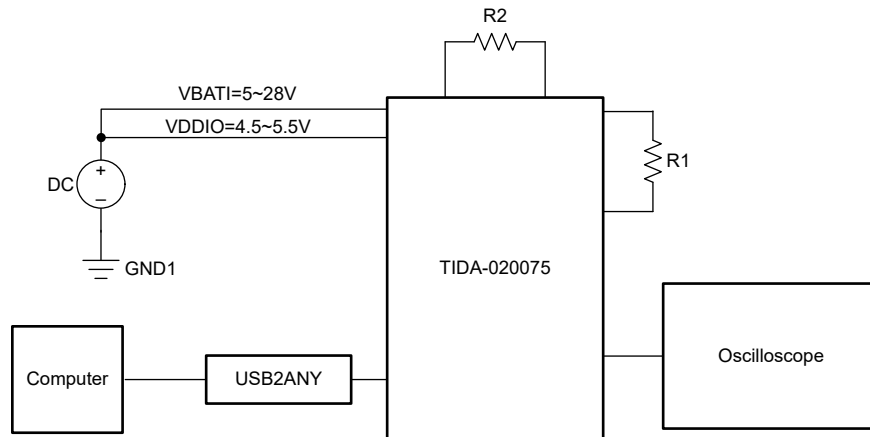 R2
VBATI=5~28V
VDDIO=4.5~5.5V
+
R1
DC
−
GND1
TIDA-020075
Oscilloscope
Computer
USB2ANY